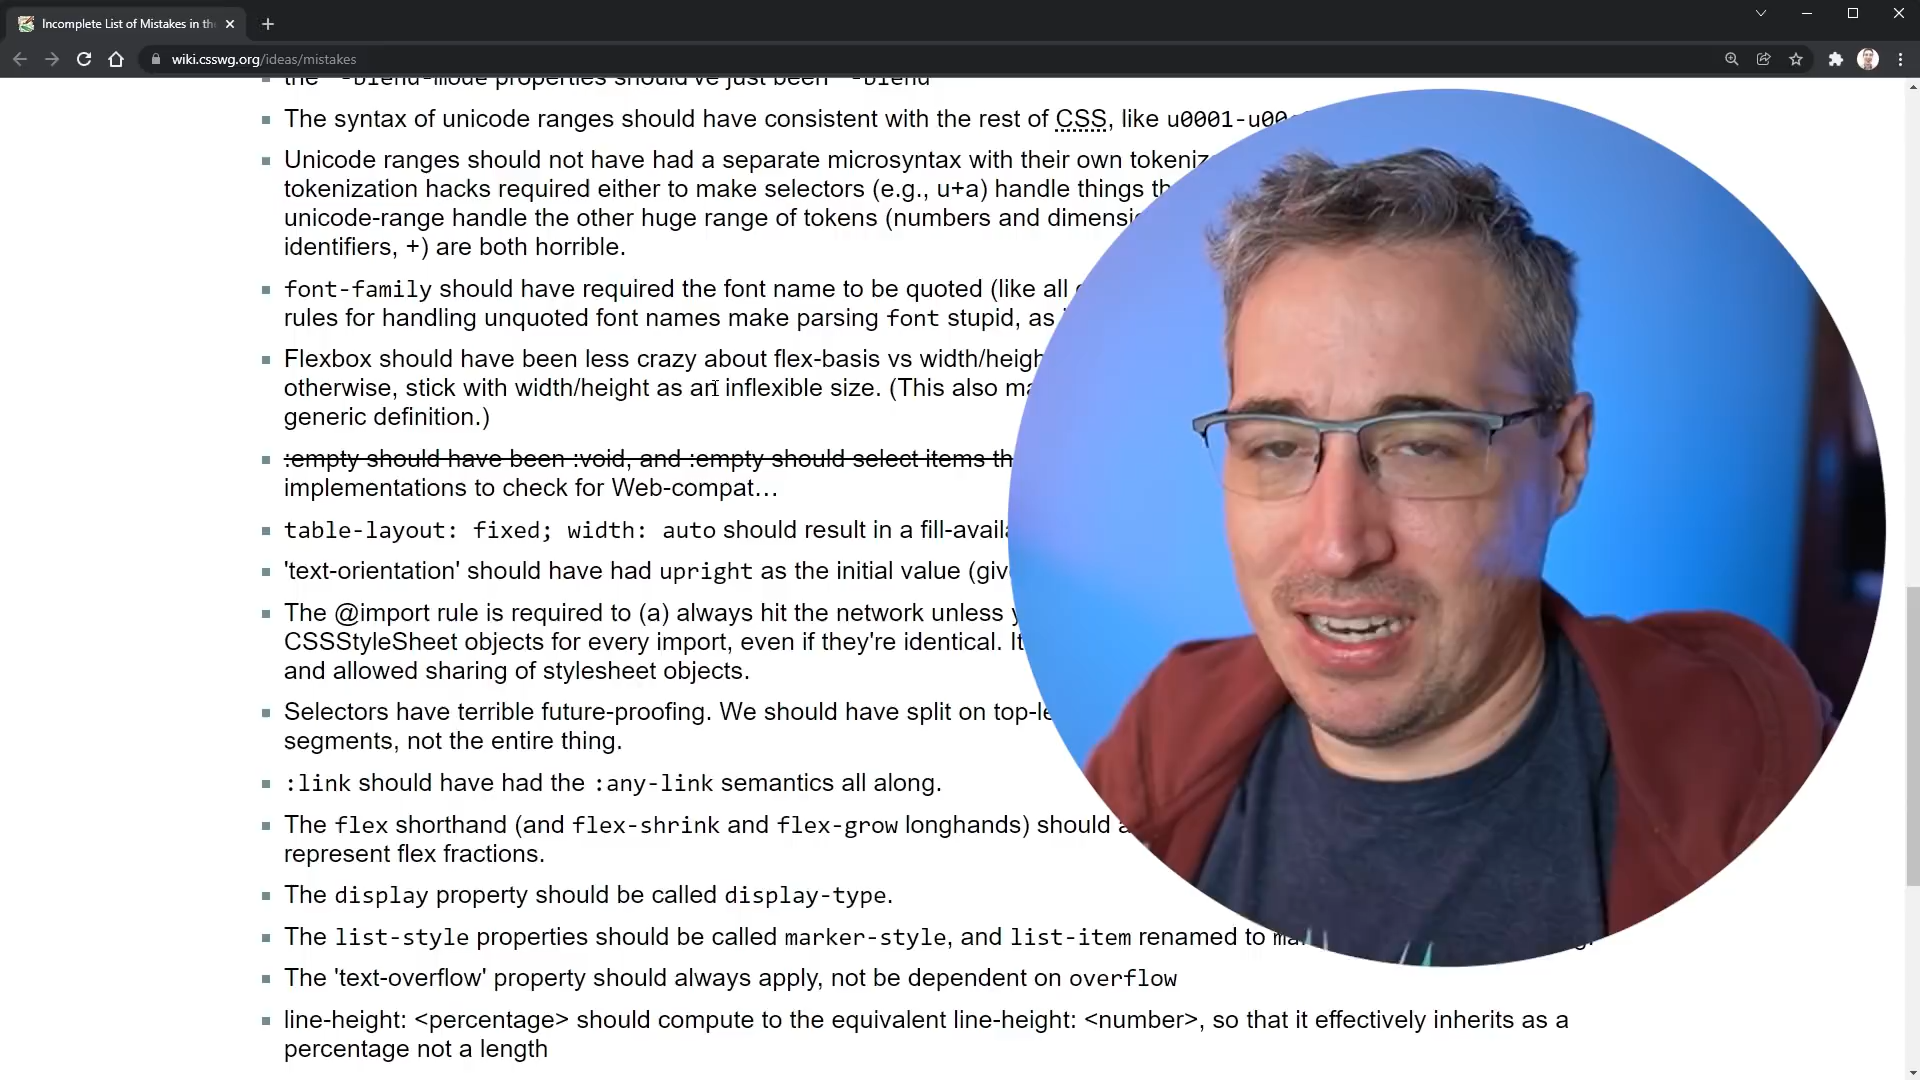 Incomplete List of Mistakes in th
wiki.csswg.org/ideas/mistakes
the *-blend-mode properties should've just been *-blend
The syntax of unicode ranges should have consistent with the rest of CSS, like u0001-u00
Unicode ranges should not have had a separate microsyntax with their own tokeniz
tokenization hacks required either to make selectors (e.g., u+a) handle things th
unicode-range handle the other huge range of tokens (numbers and dimensi
identifiers, +) are both horrible.
font-family should have required the font name to be quoted (like all
rules for handling unquoted font names make parsing font stupid, as
Flexbox should have been less crazy about flex-basis vs width/heigh
otherwise, stick with width/height as an inflexible size. (This also ma
generic definition.)
:empty should have been :void, and :empty should select items th
implementations to check for Web-compat…
table-layout: fixed; width: auto should result in a fill-avail
'text-orientation' should have had upright as the initial value (giv
The @import rule is required to (a) always hit the network unless y
CSSStyleSheet objects for every import, even if they're identical. It
and allowed sharing of stylesheet objects.
Selectors have terrible future-proofing. We should have split on top-le
segments, not the entire thing.
:link should have had the :any-link semantics all along.
The flex shorthand (and flex-shrink and flex-grow longhands) should a
represent flex fractions.
The display property should be called display-type.
The list-style properties should be called marker-style, and list-item renamed to ma
The 'text-overflow' property should always apply, not be dependent on overflow
line-height: <percentage> should compute to the equivalent line-height: <number>, so that it effectively inherits as a
percentage not a length